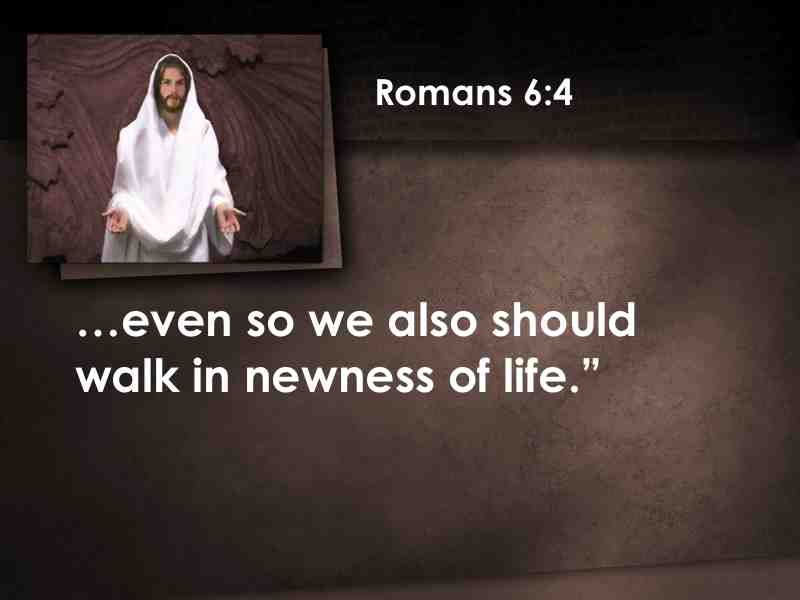 Romans 6:4
…even so we also should
walk in newness of life.”